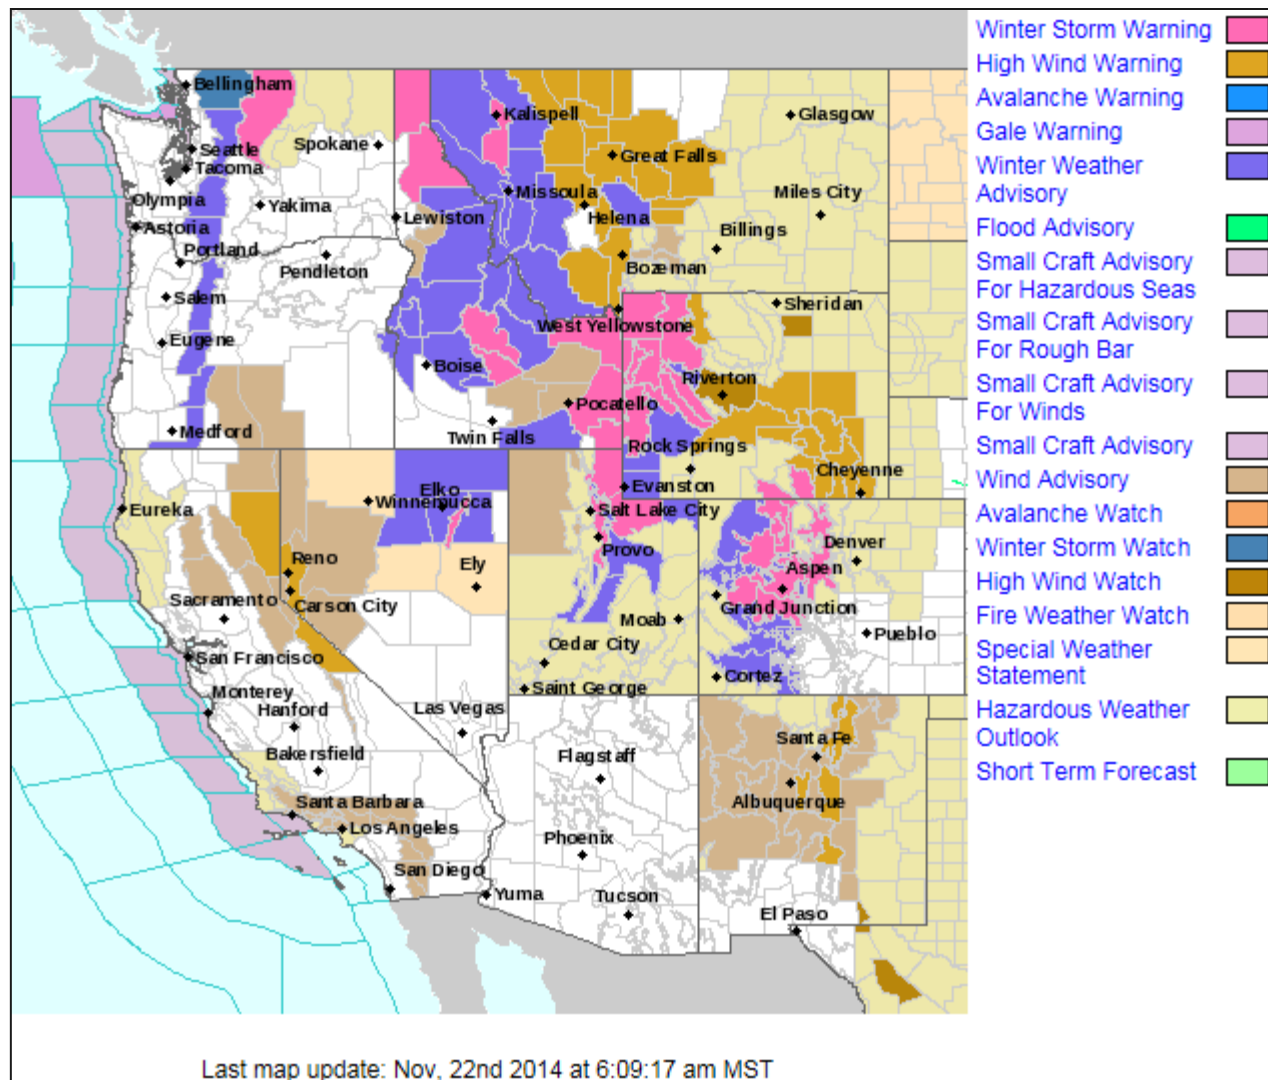 Bellingham
Seattle
Tacoma
Olympia
Spokane
Yakima
Astoria
Portland
Pendleton
Salem
Eugene
Medford
Kalispell
Great Falls
Glasgow
Missoula
Miles City
Lewiston
Helena
Billings
Bozeman
West Yellowstone
Sheridan
Boise
Riverton
Pocatello
Twin Falls
Rock Springs
Cheyenne
Evanston
Eureka
Elko
Winnemucca
Salt Lake City
Provo
Denver
Aspen
Reno
Ely
Sacramento
Carson City
Grand Junction
Moab
Pueblo
San Francisco
Cedar City
Cortez
Saint George
Monterey
Hanford
Las Vegas
Bakersfield
Flagstaff
Santa Fe
Santa Barbara
Albuquerque
Los Angeles
Phoenix
San Diego
Yuma
Tucson
El Paso
Winter Storm Warning
High Wind Warning
Avalanche Warning
Gale Warning
Winter Weather
Advisory
Flood Advisory
Small Craft Advisory
For Hazardous Seas
Small Craft Advisory
For Rough Bar
Small Craft Advisory
For Winds
Small Craft Advisory
Wind Advisory
Avalanche Watch
Winter Storm Watch
High Wind Watch
Fire Weather Watch
Special Weather
Statement
Hazardous Weather
Outlook
Short Term Forecast
Last map update: Nov, 22nd 2014 at 6:09:17 am MST